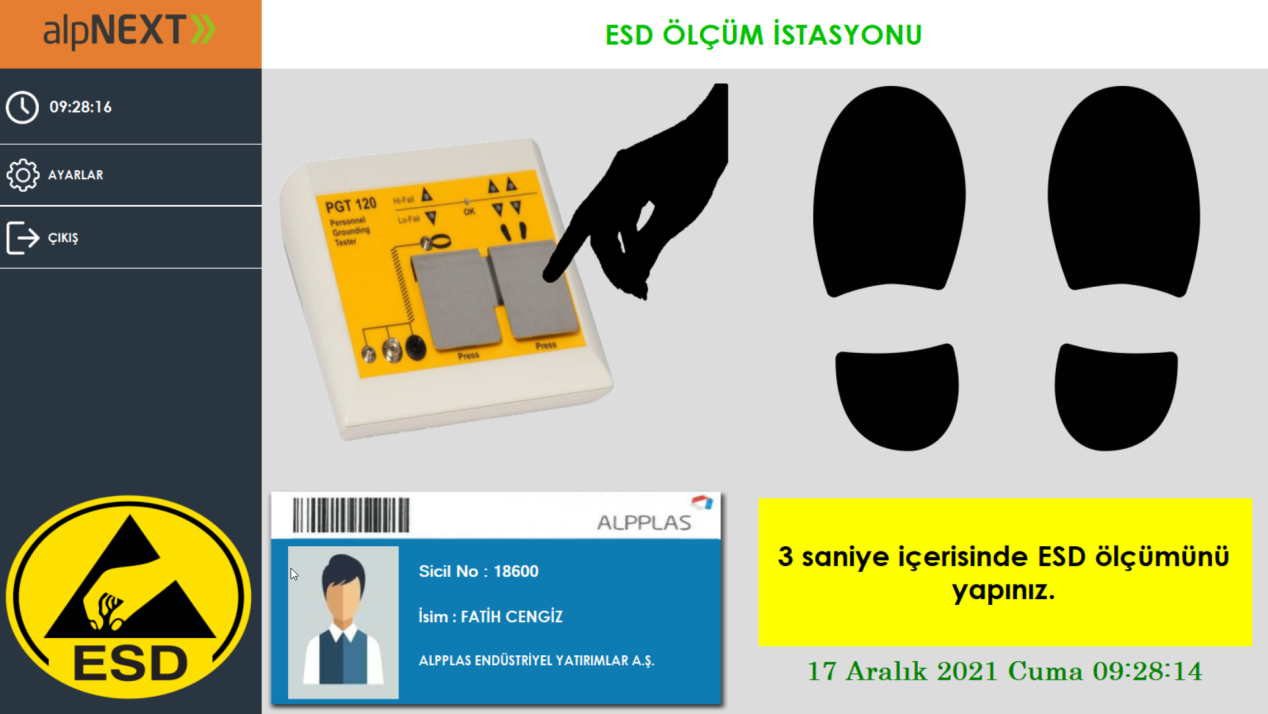 alpNEXT
ESD ÖLÇÜM İSTASYONU
09:28:16
AYARLAR
ÇIKIŞ
PGT 120
Personnel
Grounding
Tester
Hi-Fail
Lo-Fail
OK
Press
Press
ESD
ALPPLAS
Sicil No : 18600
İsim : FATİH CENGİZ
ALPPLAS ENDÜSTRİYEL YATIRIMLAR A.Ş.
3 saniye içerisinde ESD ölçümünü
yapınız.
17 Aralık 2021 Cuma 09:28:14